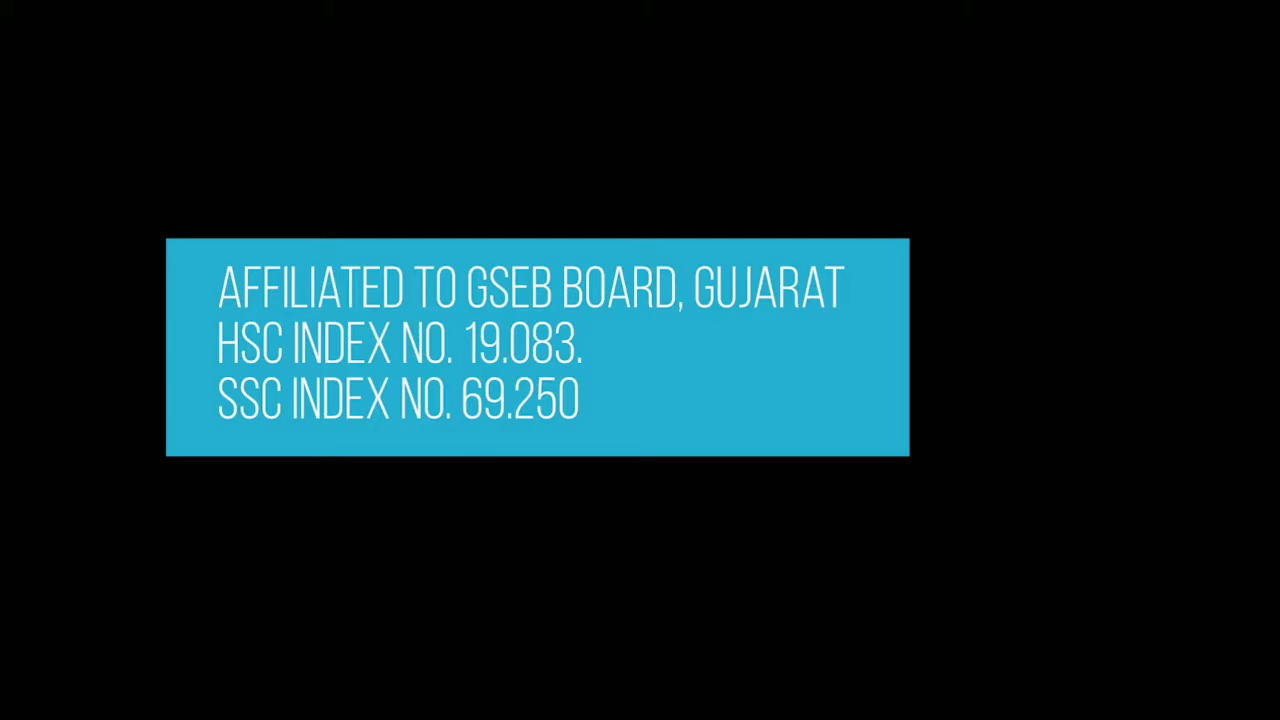 AFFILIATED TO GSEB BOARD, GUJARAT
HSC INDEX NO. 19.083.
SSC INDEX NO. 69.250